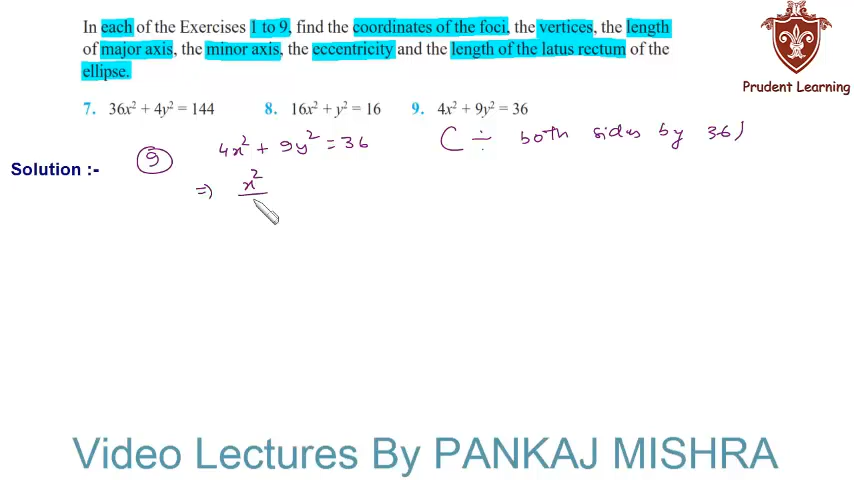 In each of the Exercises 1 to 9, find the coordinates of the foci, the vertices, the length
of major axis, the minor axis, the eccentricity and the length of the latus rectum of the
ellipse.
Prudent Learning
7. 36x² + 4y² = 144 8. 16x² + y² = 16 9. 4x² + 9y² = 36
Solution :- 9 4x² + 9y² = 36 ( ÷ both sides by 36)
⇒ x²
Video Lectures By PANKAJ MISHRA